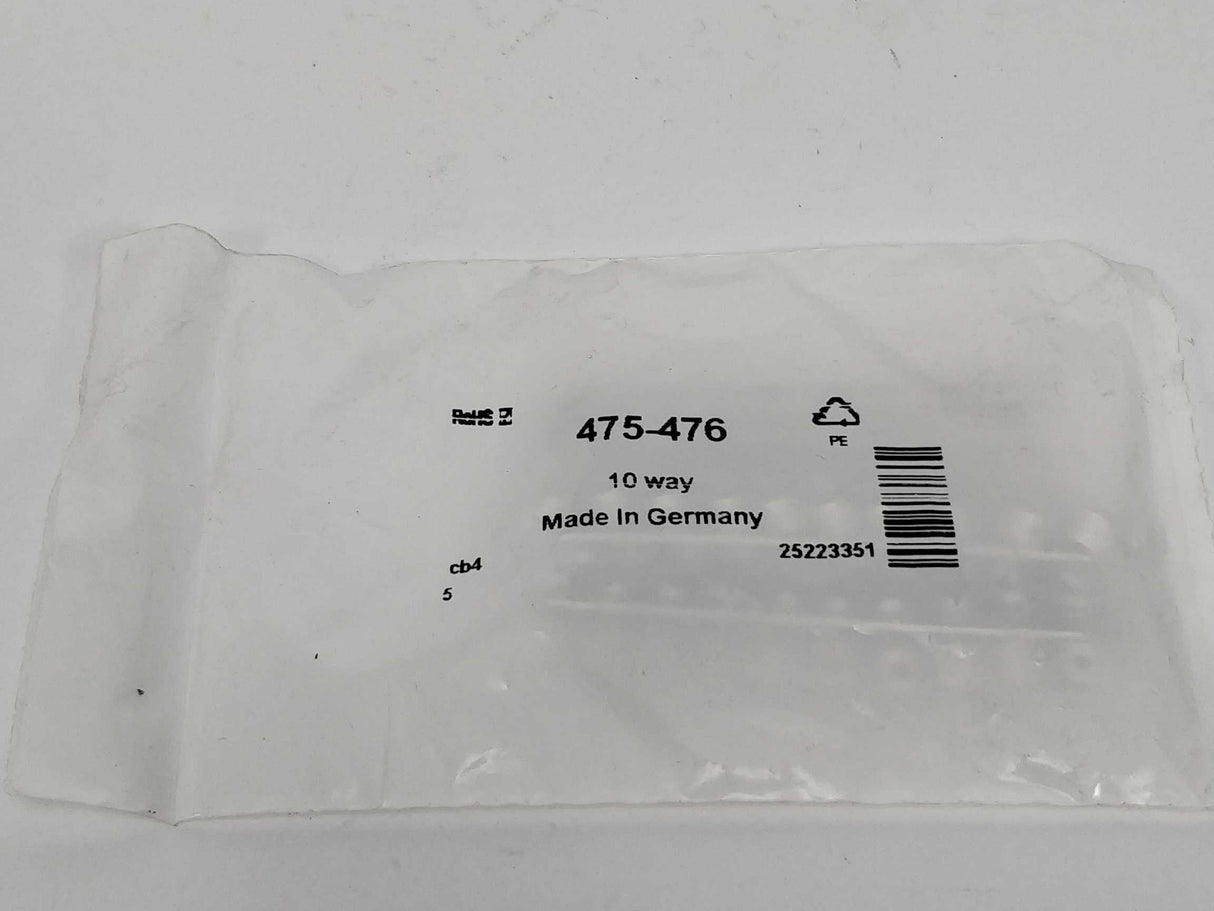 RoHS
475-476
PE
10 way
Made In Germany
25223351
cb4
5